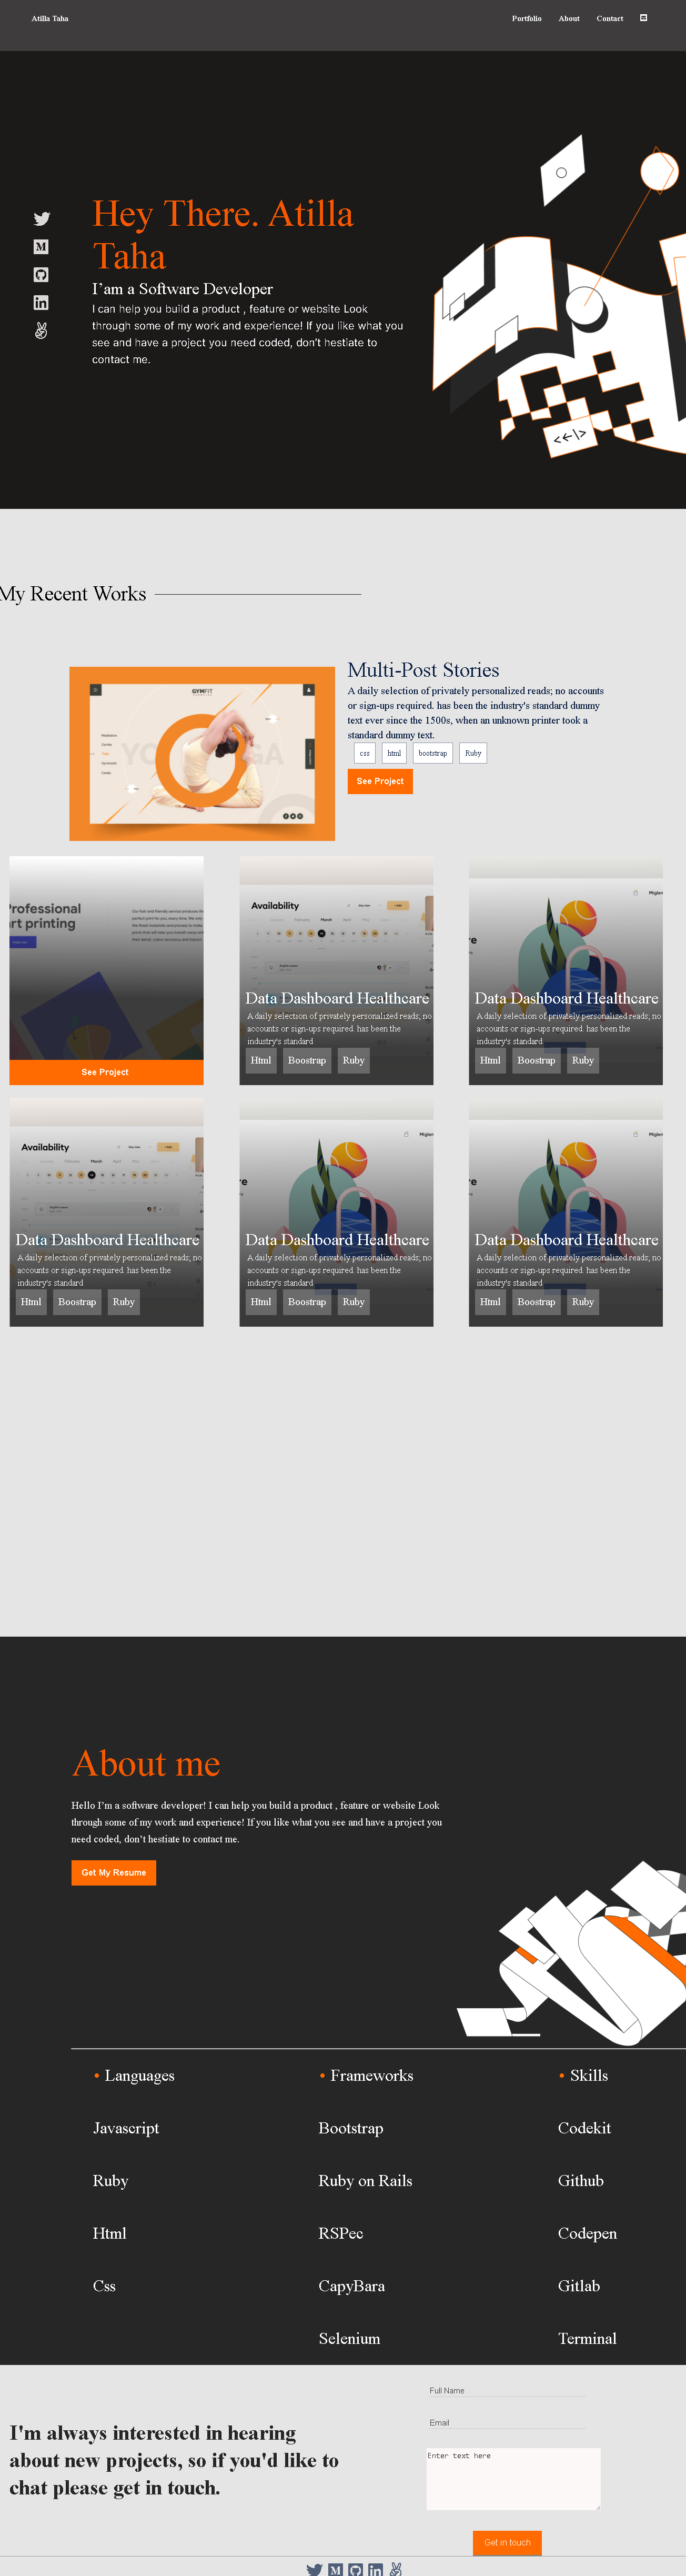 Atilla Taha
Portfolio About Contact
Hey There. Atilla
Taha
I'am a Software Developer
I can help you build a product , feature or website Look
through some of my work and experience! If you like what you
see and have a project you need coded, don't hestiate to
contact me.
<←|\>
My Recent Works
GYMFIT
Multi-Post Stories
A daily selection of privately personalized reads; no accounts
or sign-ups required. has been the industry's standard dummy
text ever since the 1500s, when an unknown printer took a
standard dummy text.
css html bootstrap Ruby
See Project
Professional
rt printing
See Project
Availability
Data Dashboard Healthcare
A daily selection of privately personalized reads; no
accounts or sign-ups required. has been the
industry's standard
Html Boostrap Ruby
Miglen
re
Data Dashboard Healthcare
A daily selection of privately personalized reads; no
accounts or sign-ups required. has been the
industry's standard
Html Boostrap Ruby
Availability
Data Dashboard Healthcare
A daily selection of privately personalized reads; no
accounts or sign-ups required. has been the
industry's standard
Html Boostrap Ruby
Miglen
re
Data Dashboard Healthcare
A daily selection of privately personalized reads; no
accounts or sign-ups required. has been the
industry's standard
Html Boostrap Ruby
Miglen
re
Data Dashboard Healthcare
A daily selection of privately personalized reads; no
accounts or sign-ups required. has been the
industry's standard
Html Boostrap Ruby
About me
Hello I'm a software developer! I can help you build a product , feature or website Look
through some of my work and experience! If you like what you see and have a project you
need coded, don't hestiate to contact me.
Get My Resume
• Languages
Javascript
Ruby
Html
Css
• Frameworks
Bootstrap
Ruby on Rails
RSPec
CapyBara
Selenium
• Skills
Codekit
Github
Codepen
Gitlab
Terminal
I'm always interested in hearing
about new projects, so if you'd like to
chat please get in touch.
Full Name
Email
Enter text here
Get in touch